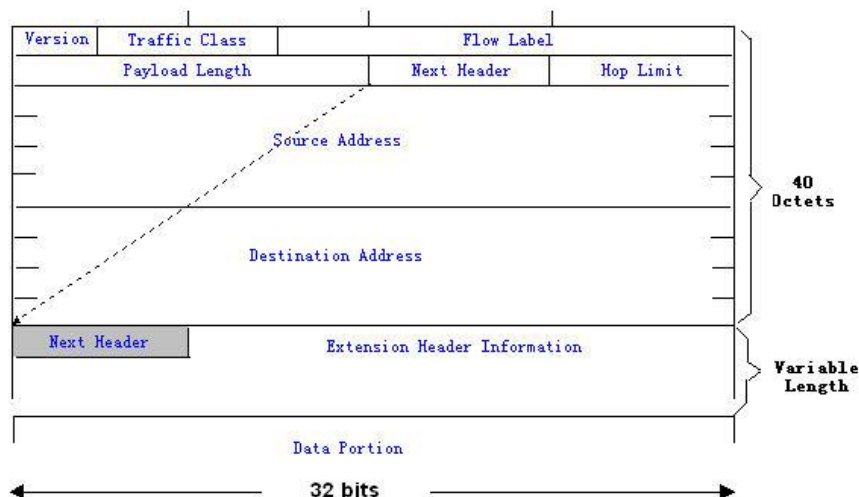 Version Traffic Class Flow Label
Payload Length Next Header Hop Limit
Source Address
40
Octets
Destination Address
Next Header Extension Header Information
Variable
Length
Data Portion
32 bits